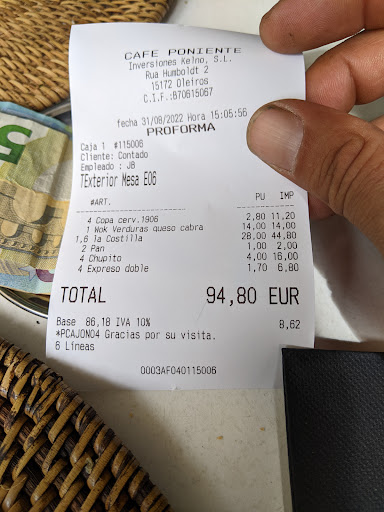 CAFE PONIENTE
Inversiones Kelno, S.L.
Rua Humboldt 2
15172 Oleiros
C.I.F.:B70615067
fecha 31/08/2022 Hora 15:05:56
PROFORMA
Caja 1 #115006
Cliente: Contado
Empleado : JB
TExterior Mesa E06
#ART. PU IMP
4 Copa cerv.1906 2,80 11,20
1 Wok Verduras queso cabra 14,00 14,00
1,6 la Costilla 28,00 44,80
2 Pan 1,00 2,00
4 Chupito 4,00 16,00
4 Expreso doble 1,70 6,80
TOTAL 94,80 EUR
Base 86,18 IVA 10% 8,62
*PCAJON04 Gracias por su visita.
6 Lineas
0003AF040115006
5